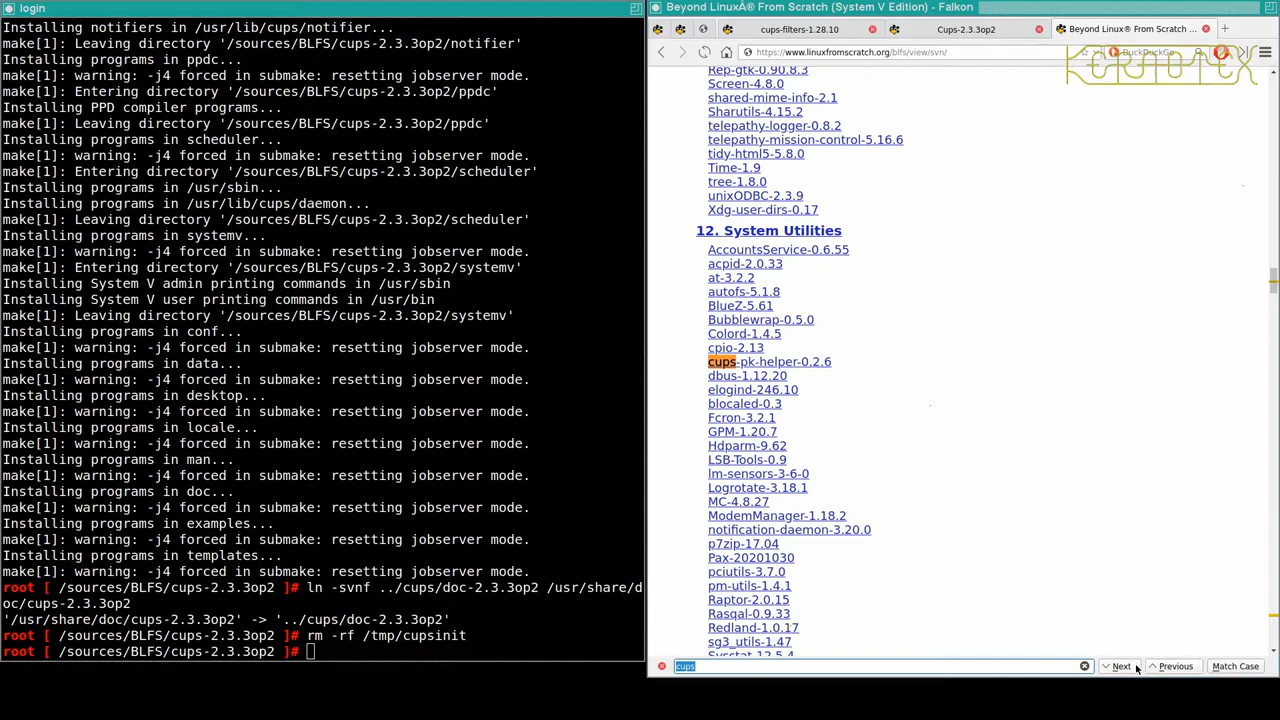 login
Installing notifiers in /usr/lib/cups/notifier...
make[1]: Leaving directory '/sources/BLFS/cups-2.3.3op2/notifier'
Installing programs in ppdc...
make[1]: warning: -j4 forced in submake: resetting jobserver mode.
make[1]: Entering directory '/sources/BLFS/cups-2.3.3op2/ppdc'
Installing PPD compiler programs...
make[1]: Leaving directory '/sources/BLFS/cups-2.3.3op2/ppdc'
Installing programs in scheduler...
make[1]: warning: -j4 forced in submake: resetting jobserver mode.
make[1]: Entering directory '/sources/BLFS/cups-2.3.3op2/scheduler'
Installing programs in /usr/sbin...
Installing programs in /usr/lib/cups/daemon...
make[1]: Leaving directory '/sources/BLFS/cups-2.3.3op2/scheduler'
Installing programs in systemv...
make[1]: warning: -j4 forced in submake: resetting jobserver mode.
make[1]: Entering directory '/sources/BLFS/cups-2.3.3op2/systemv'
Installing System V admin printing commands in /usr/sbin
Installing System V user printing commands in /usr/bin
make[1]: Leaving directory '/sources/BLFS/cups-2.3.3op2/systemv'
Installing programs in conf...
make[1]: warning: -j4 forced in submake: resetting jobserver mode.
Installing programs in data...
make[1]: warning: -j4 forced in submake: resetting jobserver mode.
Installing programs in desktop...
make[1]: warning: -j4 forced in submake: resetting jobserver mode.
Installing programs in locale...
make[1]: warning: -j4 forced in submake: resetting jobserver mode.
Installing programs in man...
make[1]: warning: -j4 forced in submake: resetting jobserver mode.
Installing programs in doc...
make[1]: warning: -j4 forced in submake: resetting jobserver mode.
Installing programs in examples...
make[1]: warning: -j4 forced in submake: resetting jobserver mode.
Installing programs in templates...
make[1]: warning: -j4 forced in submake: resetting jobserver mode.
root [ /sources/BLFS/cups-2.3.3op2 ]# ln -svnf ../cups/doc-2.3.3op2 /usr/share/d
oc/cups-2.3.3op2
'/usr/share/doc/cups-2.3.3op2' -> '../cups/doc-2.3.3op2'
root [ /sources/BLFS/cups-2.3.3op2 ]# rm -rf /tmp/cupsinit
root [ /sources/BLFS/cups-2.3.3op2 ]#
Beyond LinuxÂ® From Scratch (System V Edition) - Falkon
cups-filters-1.28.10
Cups-2.3.3op2
Beyond Linux® From Scratch (System V ...
https://www.linuxfromscratch.org/blfs/view/svn/
DuckDuckGo
KERNOTEX
Rep-gtk-0.90.8.3
Screen-4.8.0
shared-mime-info-2.1
Sharutils-4.15.2
telepathy-logger-0.8.2
telepathy-mission-control-5.16.6
tidy-html5-5.8.0
Time-1.9
tree-1.8.0
unixODBC-2.3.9
Xdg-user-dirs-0.17
12. System Utilities
AccountsService-0.6.55
acpid-2.0.33
at-3.2.2
autofs-5.1.8
BlueZ-5.61
Bubblewrap-0.5.0
Colord-1.4.5
cpio-2.13
cups-pk-helper-0.2.6
dbus-1.12.20
elogind-246.10
blocaled-0.3
Fcron-3.2.1
GPM-1.20.7
Hdparm-9.62
LSB-Tools-0.9
lm-sensors-3-6-0
Logrotate-3.18.1
MC-4.8.27
ModemManager-1.18.2
notification-daemon-3.20.0
p7zip-17.04
Pax-20201030
pciutils-3.7.0
pm-utils-1.4.1
Raptor-2.0.15
Rasqal-0.9.33
Redland-1.0.17
sg3_utils-1.47
Sysstat-12.5.4
cups
Next
Previous
Match Case